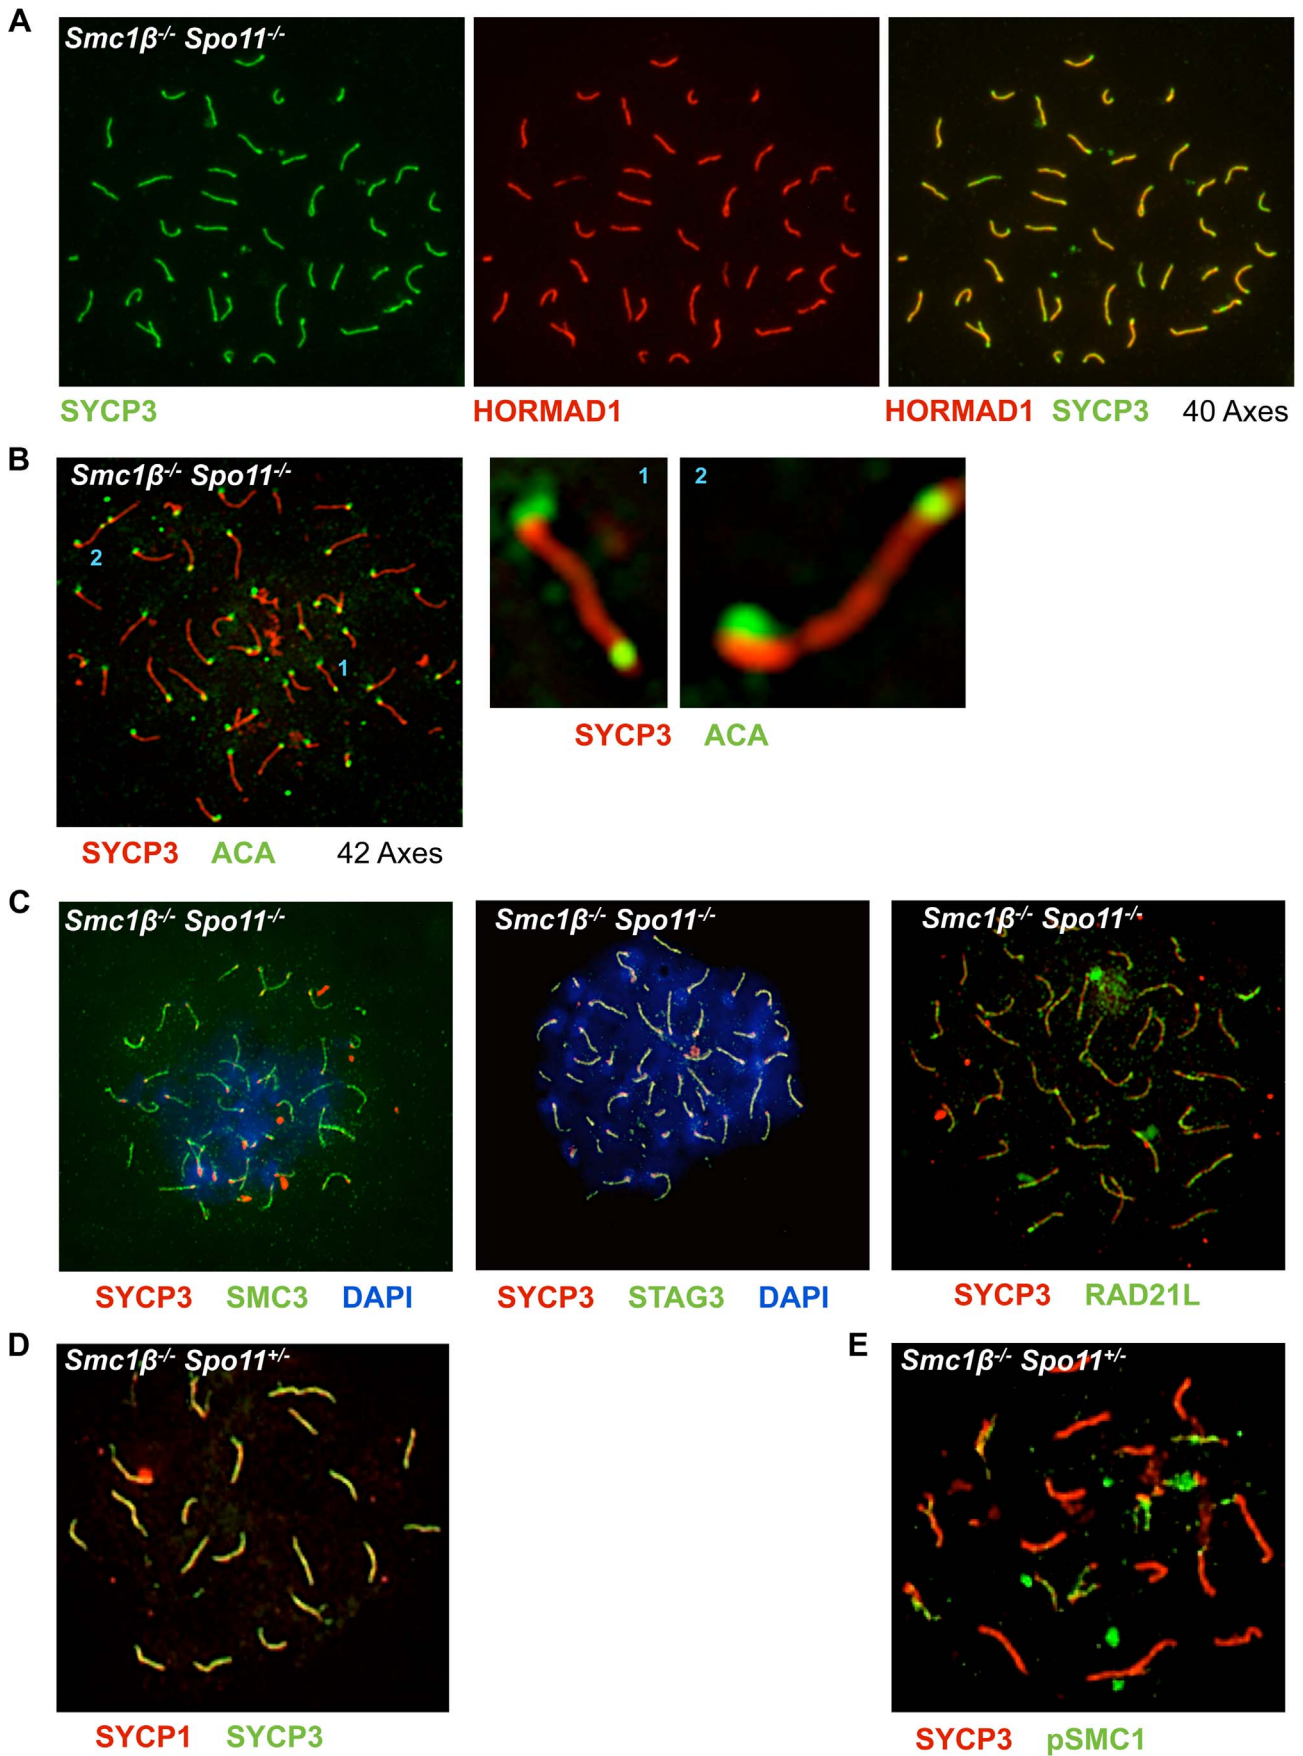 A
Smc1β-/- Spo11-/-
SYCP3
HORMAD1
HORMAD1 SYCP3 40 Axes
B
Smc1β-/- Spo11-/-
2
1
1
2
SYCP3 ACA
SYCP3 ACA 42 Axes
C
Smc1β-/- Spo11-/-
Smc1β-/- Spo11-/-
Smc1β-/- Spo11-/-
SYCP3 SMC3 DAPI
SYCP3 STAG3 DAPI
SYCP3 RAD21L
D
Smc1β-/- Spo11+/-
SYCP1 SYCP3
E
Smc1β-/- Spo11+/-
SYCP3 pSMC1